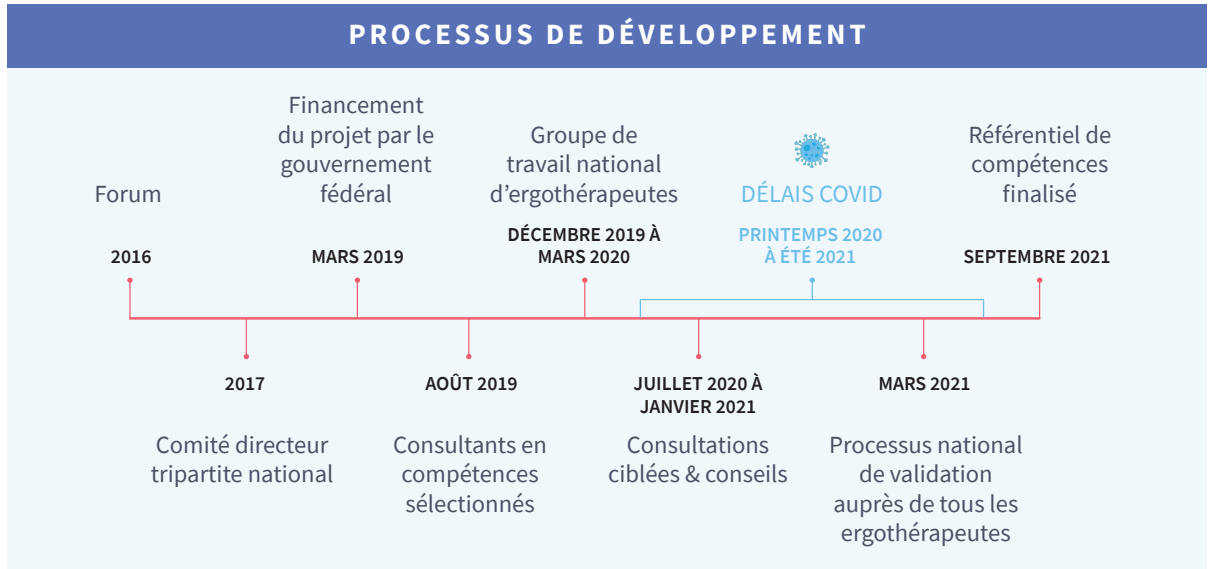 PROCESSUS DE DÉVELOPPEMENT
Forum
2016
Financement
du projet par le
gouvernement
fédéral
MARS 2019
Groupe de
travail national
d'ergothérapeutes
DÉCEMBRE 2019 À
MARS 2020
DÉLAIS COVID
PRINTEMPS 2020
À ÉTÉ 2021
Référentiel de
compétences
finalisé
SEPTEMBRE 2021
2017
Comité directeur
tripartite national
AOÛT 2019
Consultants en
compétences
sélectionnés
JUILLET 2020 À
JANVIER 2021
Consultations
ciblées & conseils
MARS 2021
Processus national
de validation
auprès de tous les
ergothérapeutes